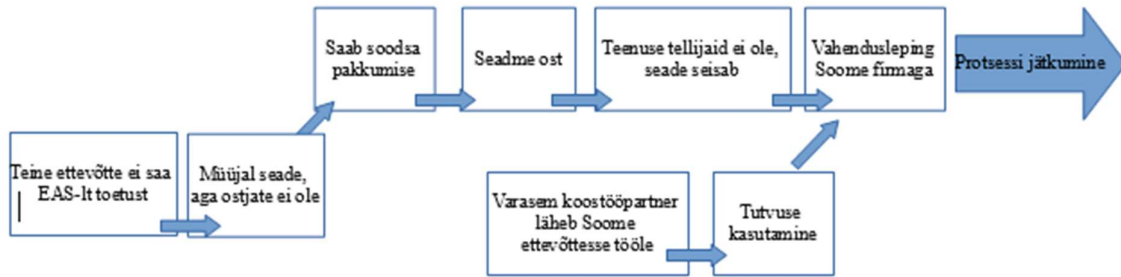 Saab soodsa
pakkumise
Seadme ost
Teenuse tellijaid ei ole,
seade seisab
Vahendusleping
Soome firmaga
Protsessi jätkumine
Teine ettevõtte ei saa
EAS-lt toetust
Müüjal seade,
aga ostjate ei ole
Varasem koostööpartner
läheb Soome
ettevõttesse tööle
Tutvuse
kasutamine